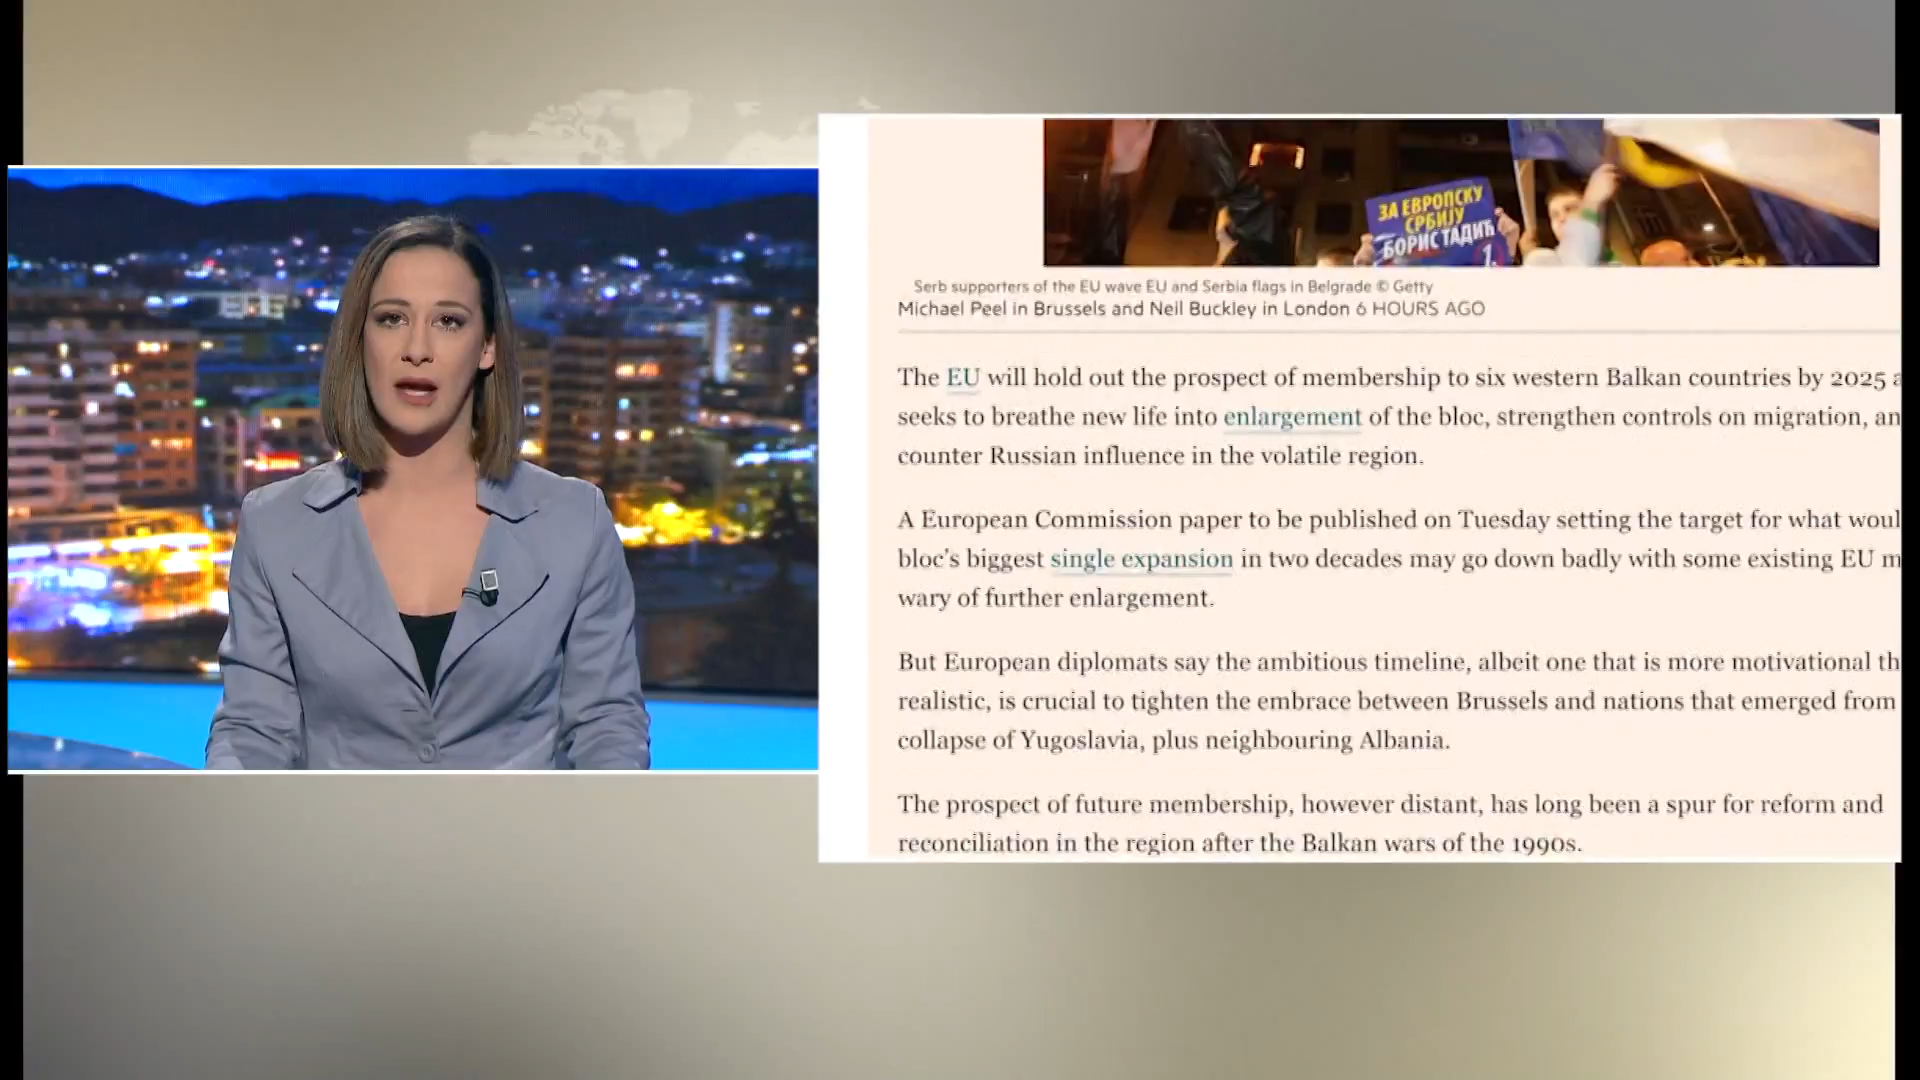 ЗА ЕВРОПСКУ
СРБИЈУ
БОРИС ТАДИЋ
1.
Serb supporters of the EU wave EU and Serbia flags in Belgrade © Getty
Michael Peel in Brussels and Neil Buckley in London 6 HOURS AGO
The EU will hold out the prospect of membership to six western Balkan countries by 2025 a
seeks to breathe new life into enlargement of the bloc, strengthen controls on migration, an
counter Russian influence in the volatile region.
A European Commission paper to be published on Tuesday setting the target for what woul
bloc's biggest single expansion in two decades may go down badly with some existing EU m
wary of further enlargement.
But European diplomats say the ambitious timeline, albeit one that is more motivational th
realistic, is crucial to tighten the embrace between Brussels and nations that emerged from
collapse of Yugoslavia, plus neighbouring Albania.
The prospect of future membership, however distant, has long been a spur for reform and
reconciliation in the region after the Balkan wars of the 1990s.